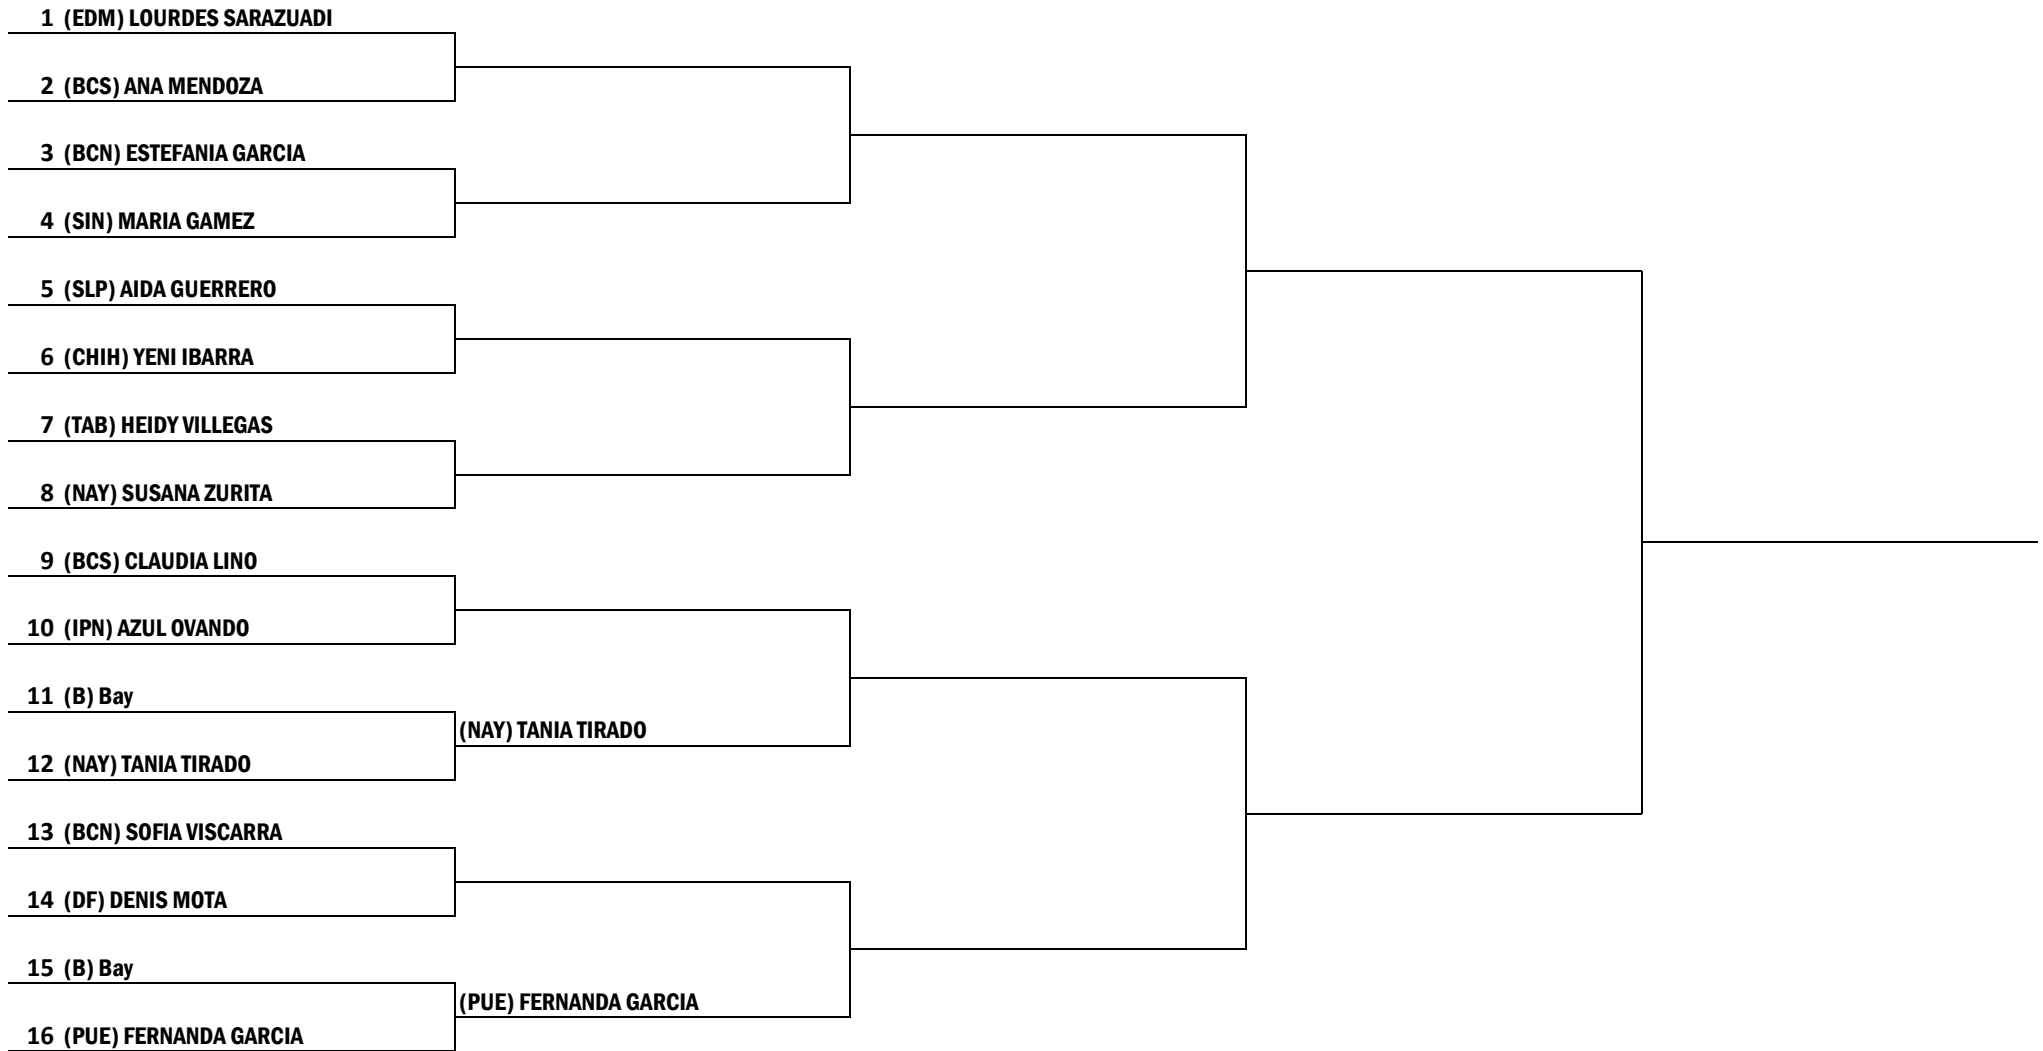 1 (EDM) LOURDES SARAZUADI
2 (BCS) ANA MENDOZA
3 (BCN) ESTEFANIA GARCIA
4 (SIN) MARIA GAMEZ
5 (SLP) AIDA GUERRERO
6 (CHIH) YENI IBARRA
7 (TAB) HEIDY VILLEGAS
8 (NAY) SUSANA ZURITA
9 (BCS) CLAUDIA LINO
10 (IPN) AZUL OVANDO
11 (B) Bay
(NAY) TANIA TIRADO
12 (NAY) TANIA TIRADO
13 (BCN) SOFIA VISCARRA
14 (DF) DENIS MOTA
15 (B) Bay
(PUE) FERNANDA GARCIA
16 (PUE) FERNANDA GARCIA